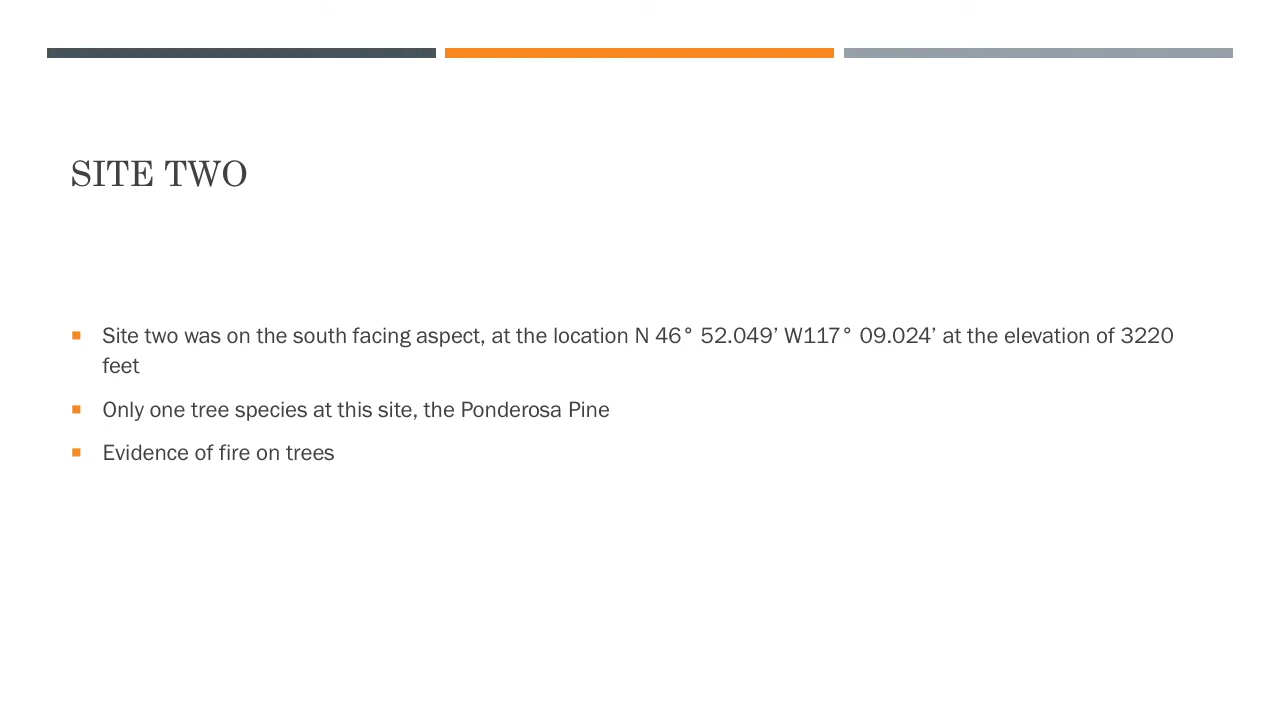 SITE TWO
Site two was on the south facing aspect, at the location N 46° 52.049’ W117° 09.024’ at the elevation of 3220
feet
Only one tree species at this site, the Ponderosa Pine
Evidence of fire on trees